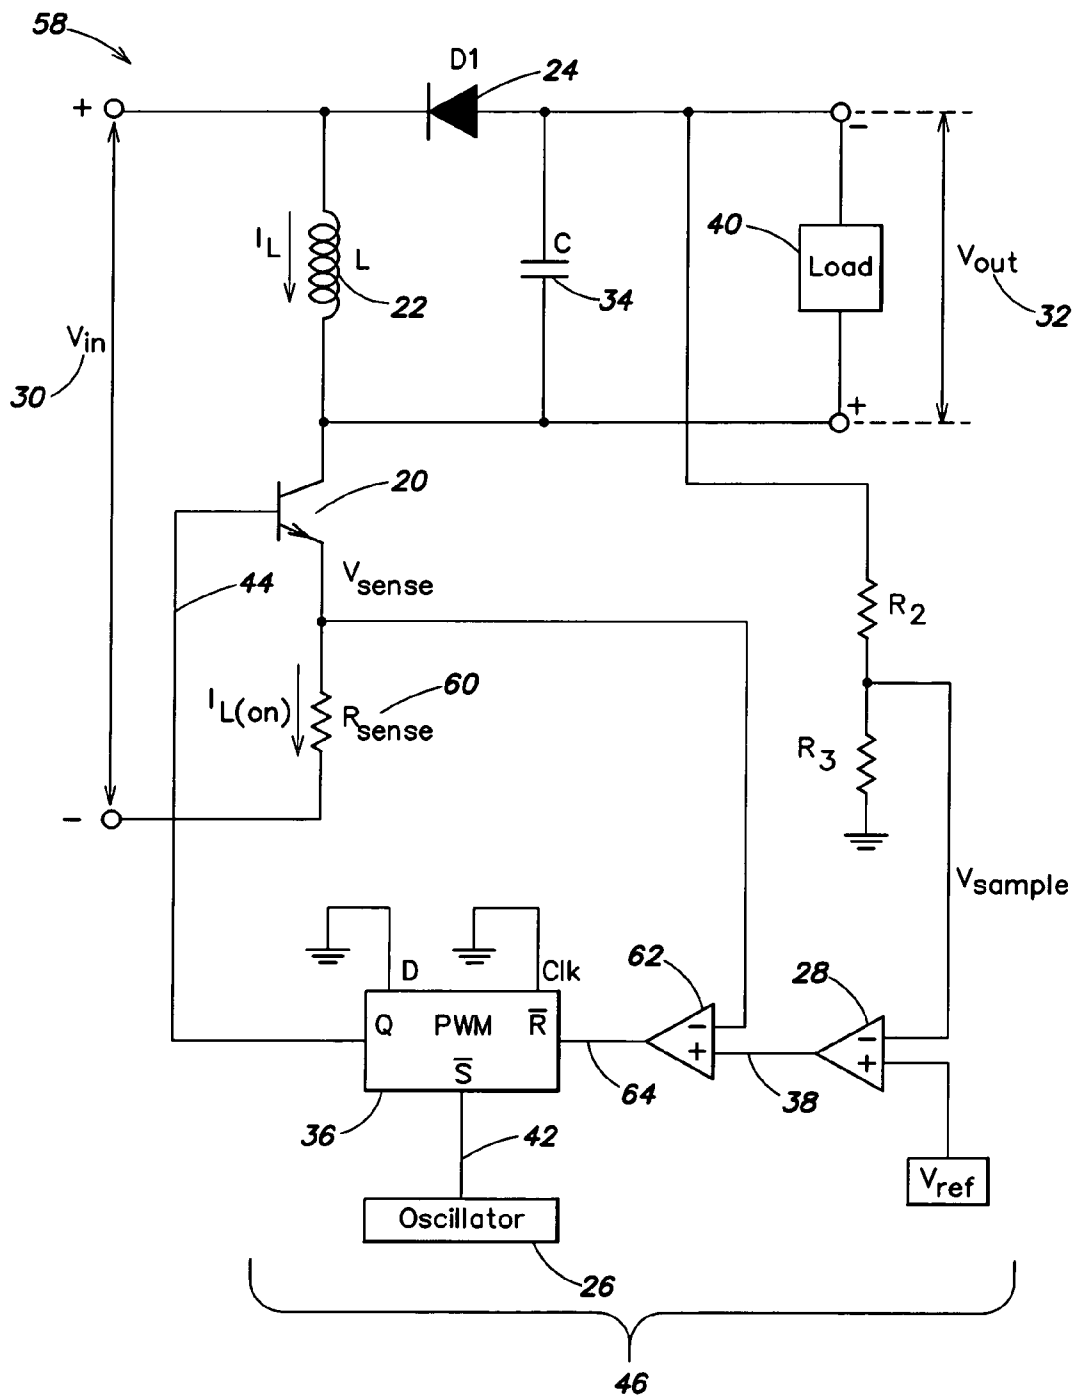 58
D1
24
+
−
I_L
L
22
C
34
40
Load
V_out
32
V_in
30
+
20
44
V_sense
R_2
I_L(on)
R_sense
60
R_3
−
V_sample
D
Clk
62
28
Q PWM R̅
−
+
−
+
S̅
64
38
36
42
V_ref
Oscillator
26
46